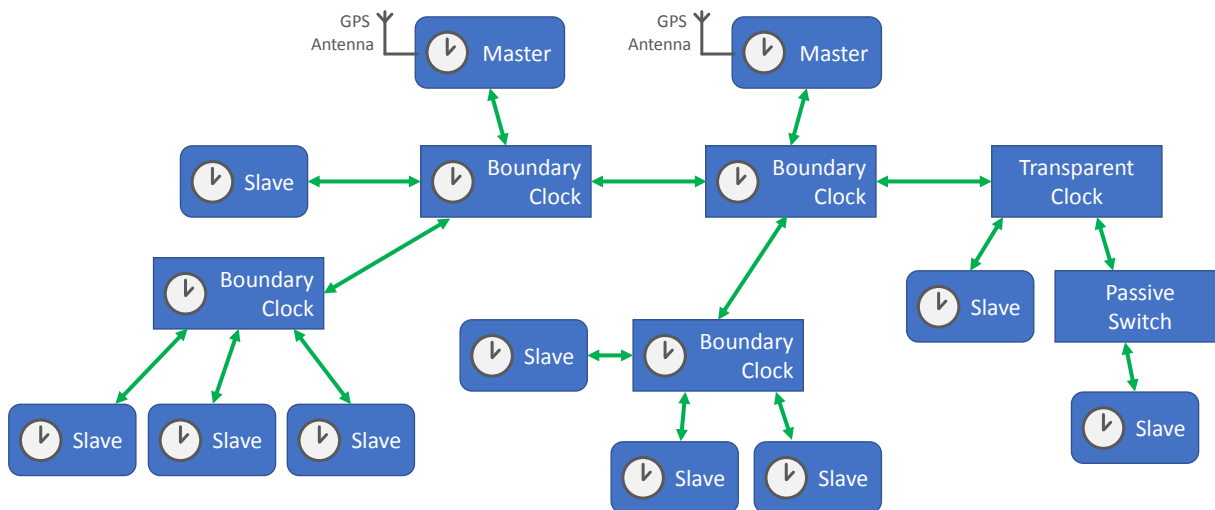 GPS
Antenna
Master
GPS
Antenna
Master
Slave
Boundary
Clock
Boundary
Clock
Transparent
Clock
Boundary
Clock
Slave
Passive
Switch
Slave
Boundary
Clock
Slave
Slave
Slave
Slave
Slave
Slave